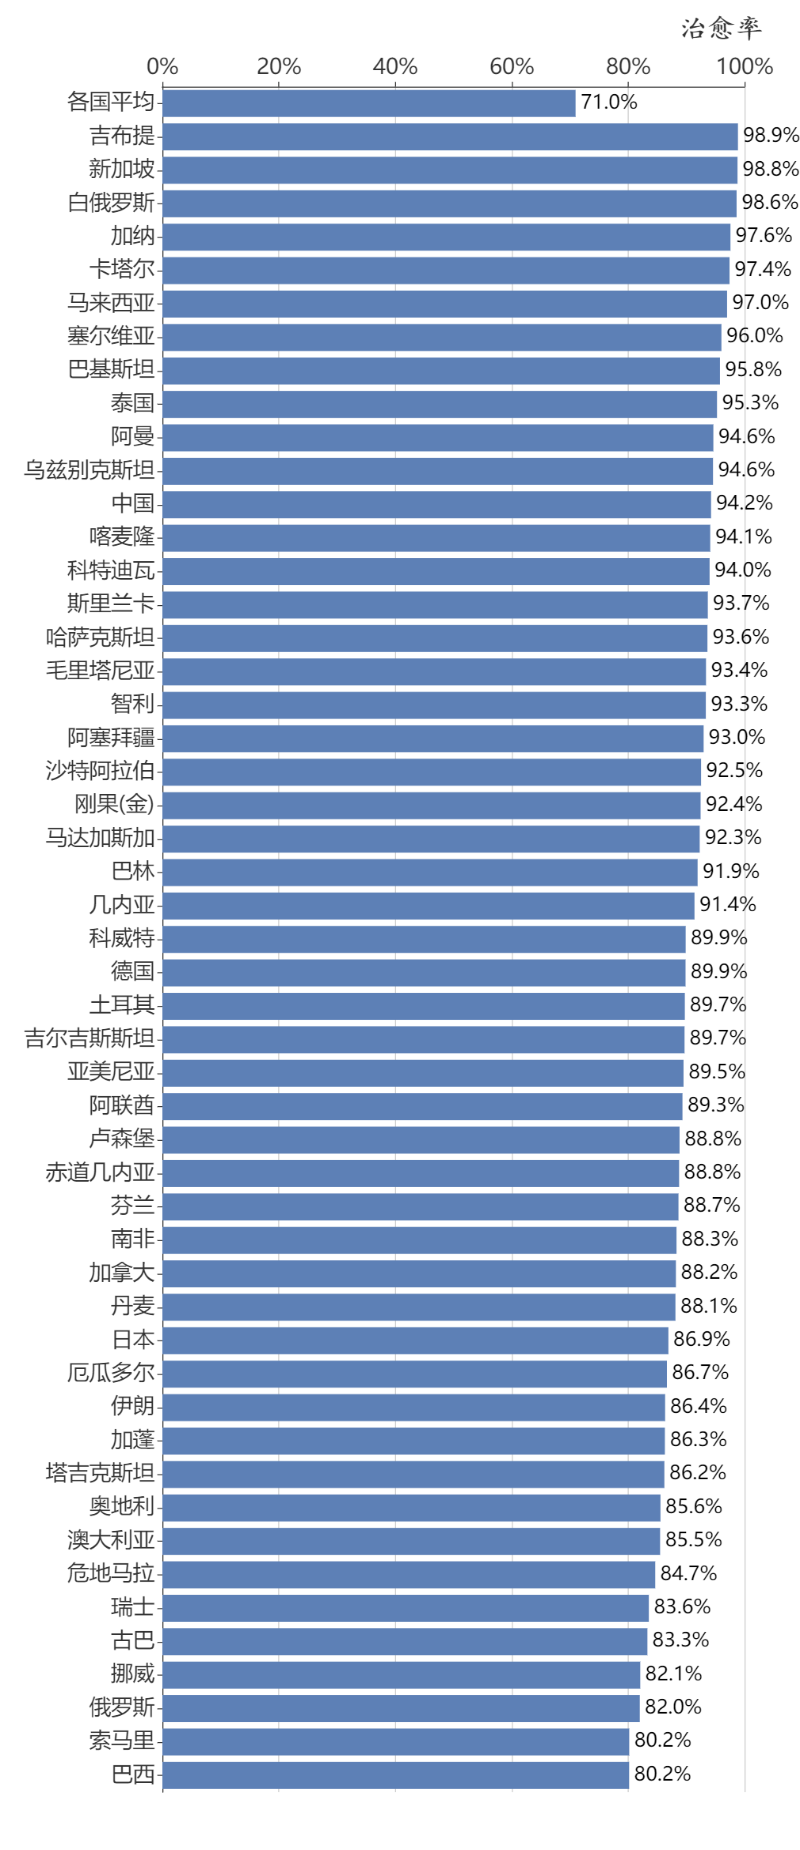 治愈率
0% 20% 40% 60% 80% 100%
各国平均 71.0%
吉布提 98.9%
新加坡 98.8%
白俄罗斯 98.6%
加纳 97.6%
卡塔尔 97.4%
马来西亚 97.0%
塞尔维亚 96.0%
巴基斯坦 95.8%
泰国 95.3%
阿曼 94.6%
乌兹别克斯坦 94.6%
中国 94.2%
喀麦隆 94.1%
科特迪瓦 94.0%
斯里兰卡 93.7%
哈萨克斯坦 93.6%
毛里塔尼亚 93.4%
智利 93.3%
阿塞拜疆 93.0%
沙特阿拉伯 92.5%
刚果(金) 92.4%
马达加斯加 92.3%
巴林 91.9%
几内亚 91.4%
科威特 89.9%
德国 89.9%
土耳其 89.7%
吉尔吉斯斯坦 89.7%
亚美尼亚 89.5%
阿联酋 89.3%
卢森堡 88.8%
赤道几内亚 88.8%
芬兰 88.7%
南非 88.3%
加拿大 88.2%
丹麦 88.1%
日本 86.9%
厄瓜多尔 86.7%
伊朗 86.4%
加蓬 86.3%
塔吉克斯坦 86.2%
奥地利 85.6%
澳大利亚 85.5%
危地马拉 84.7%
瑞士 83.6%
古巴 83.3%
挪威 82.1%
俄罗斯 82.0%
索马里 80.2%
巴西 80.2%